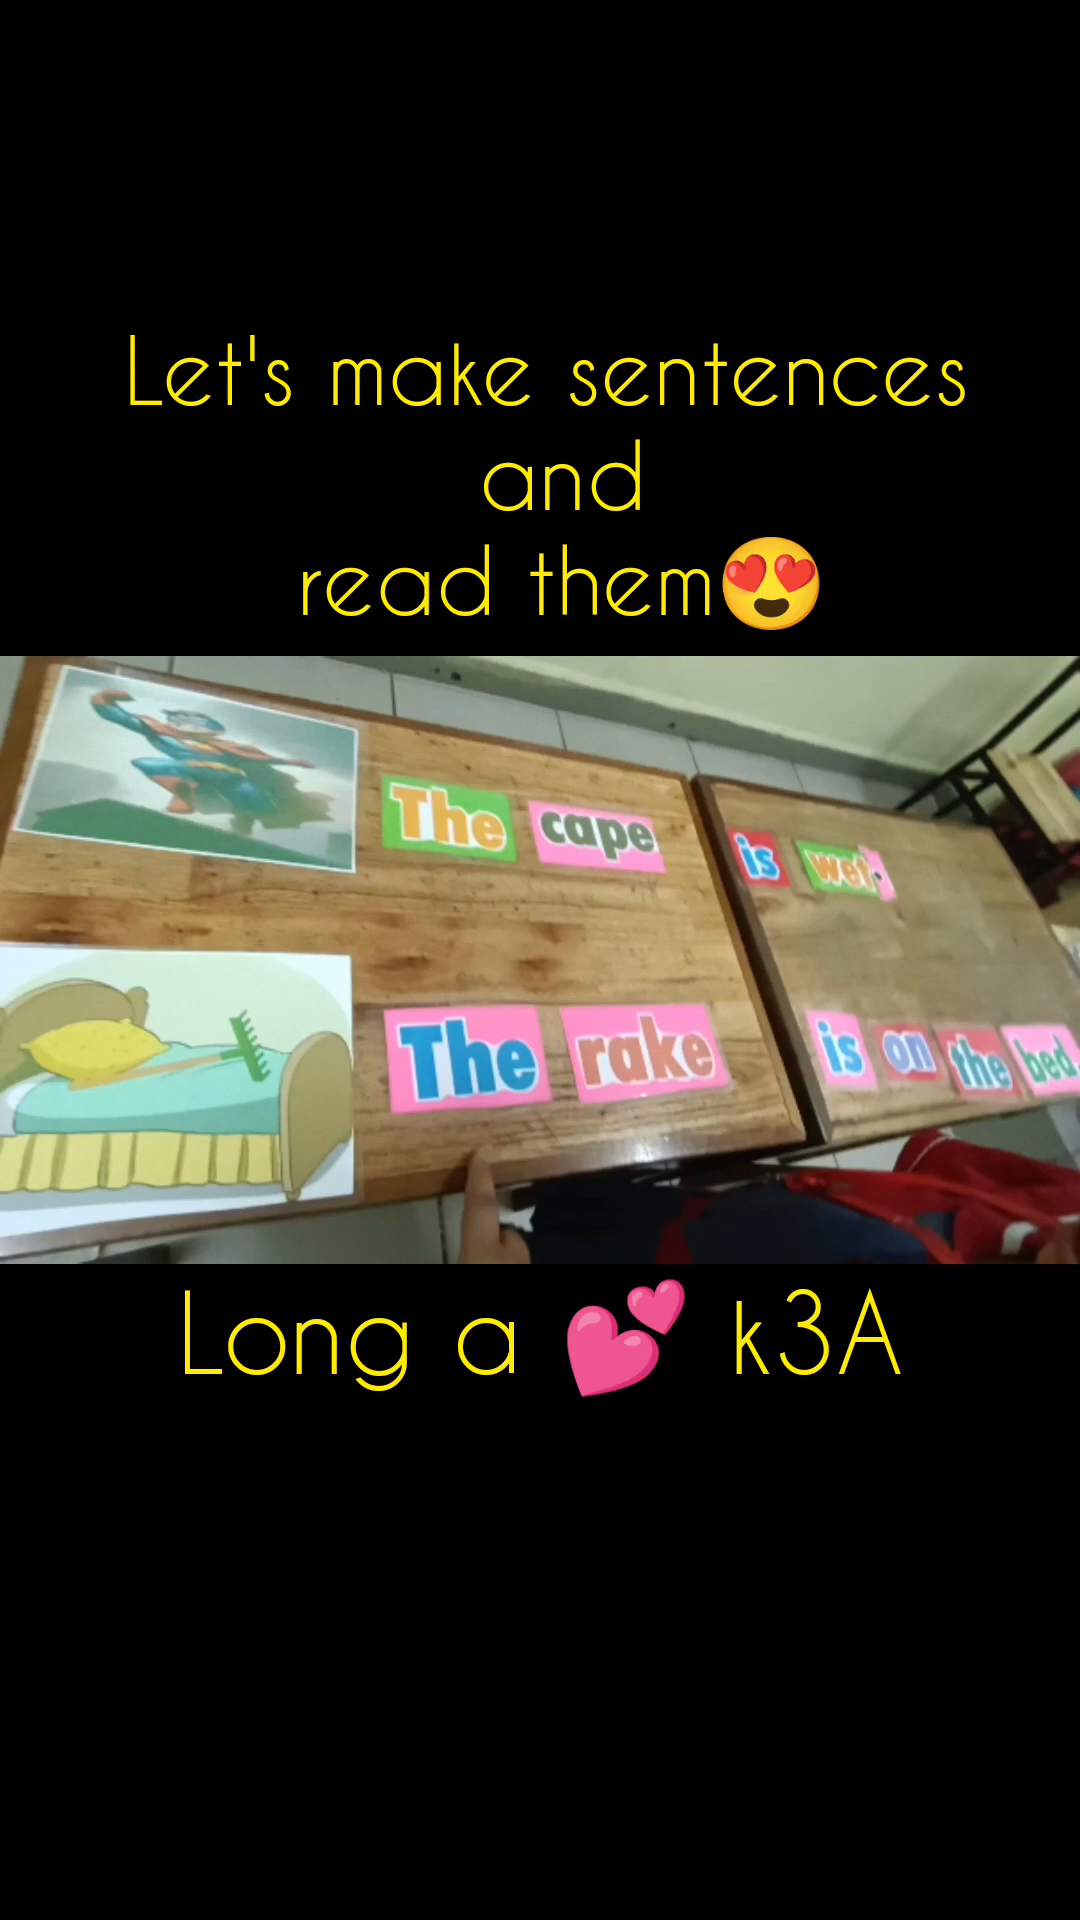 Let's make sentences
and
read them😍
The cape is wet.
The rake is on the bed.
Long a 💕 k3A